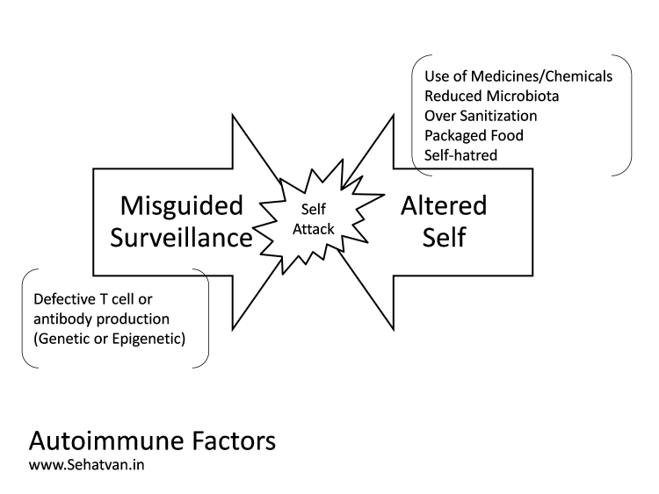 Use of Medicines/Chemicals
Reduced Microbiota
Over Sanitization
Packaged Food
Self-hatred
Misguided
Surveillance
Self
Attack
Altered
Self
Defective T cell or
antibody production
(Genetic or Epigenetic)
Autoimmune Factors
www.Sehatvan.in